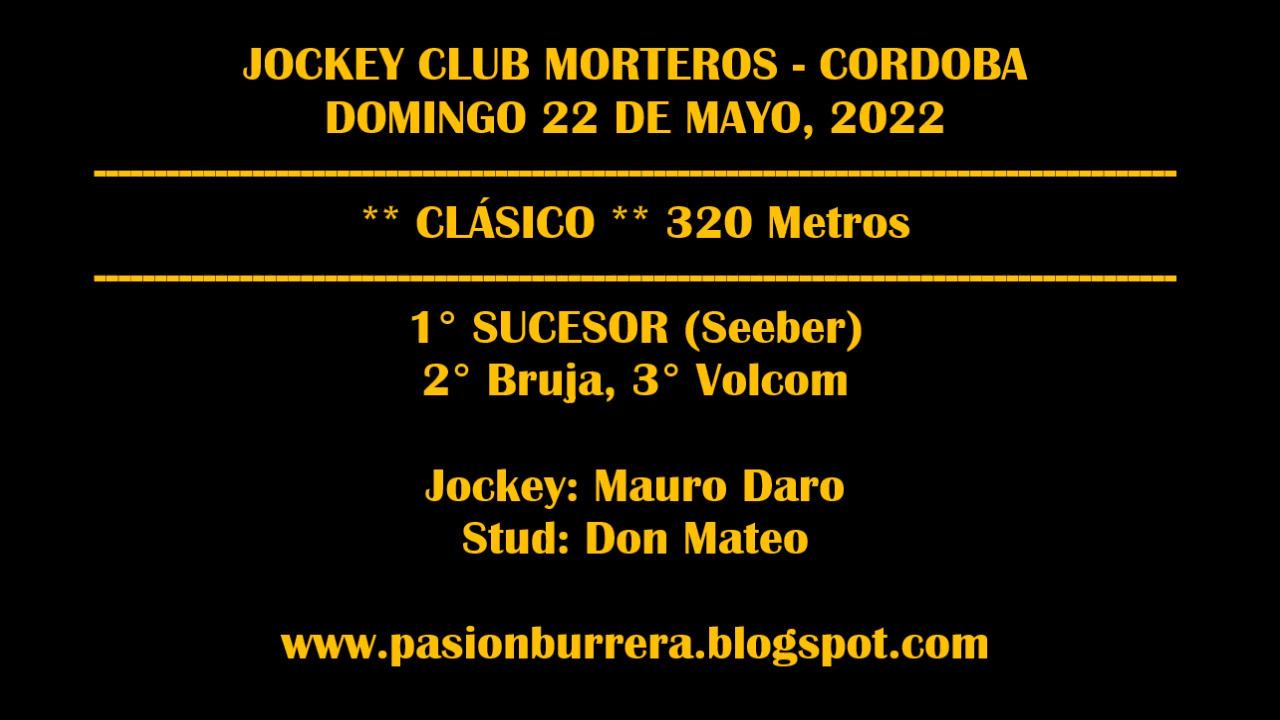 JOCKEY CLUB MORTEROS - CORDOBA
DOMINGO 22 DE MAYO, 2022
** CLÁSICO ** 320 Metros
1° SUCESOR (Seeber)
2° Bruja, 3° Volcom
Jockey: Mauro Daro
Stud: Don Mateo
www.pasionburrera.blogspot.com